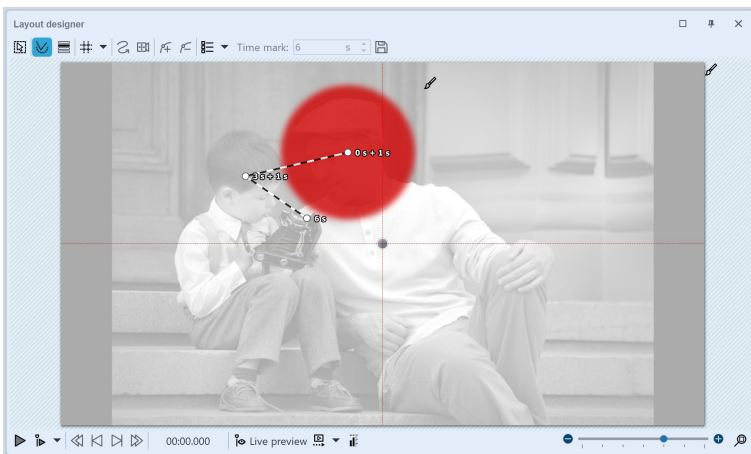 Layout designer
Time mark: 6 s
0 s + 1 s
3 s + 1 s
6 s
00:00.000 Live preview